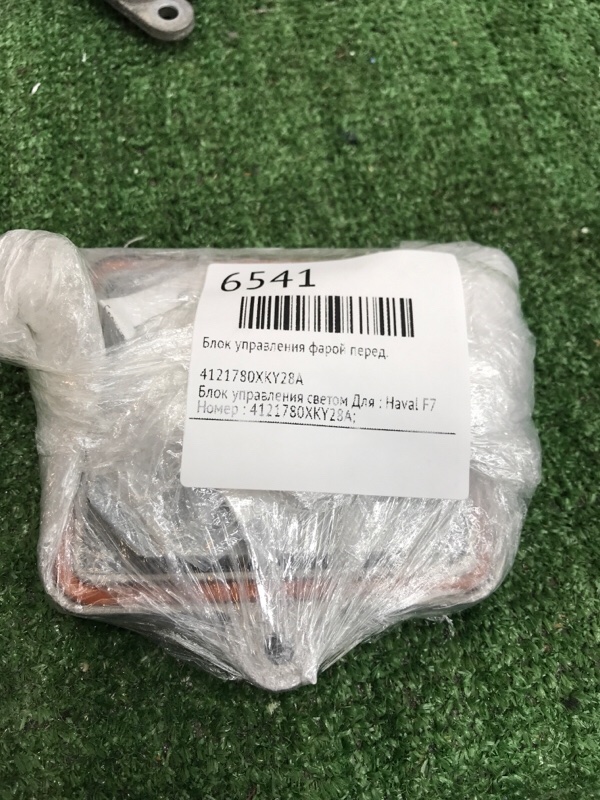 6541
Блок управления фарой перед.
4121780XKY28A
Блок управления светом Для : Haval F7
Номер : 4121780XKY28A;